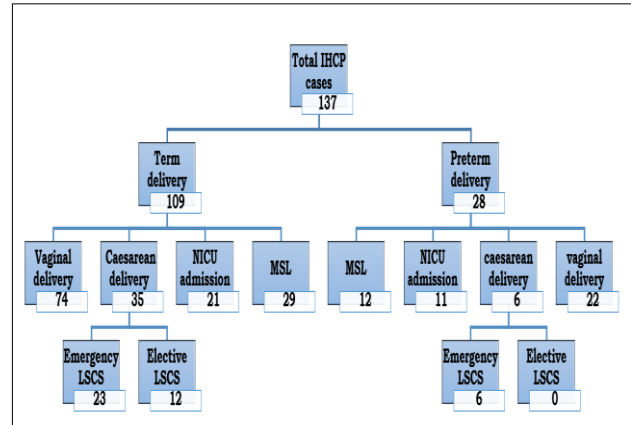 Total IHCP
cases
137
Term
delivery
109
Preterm
delivery
28
Vaginal
delivery
74
Caesarean
delivery
35
NICU
admission
21
MSL
29
MSL
12
NICU
admission
11
caesarean
delivery
6
vaginal
delivery
22
Emergency
LSCS
23
Elective
LSCS
12
Emergency
LSCS
6
Elective
LSCS
0